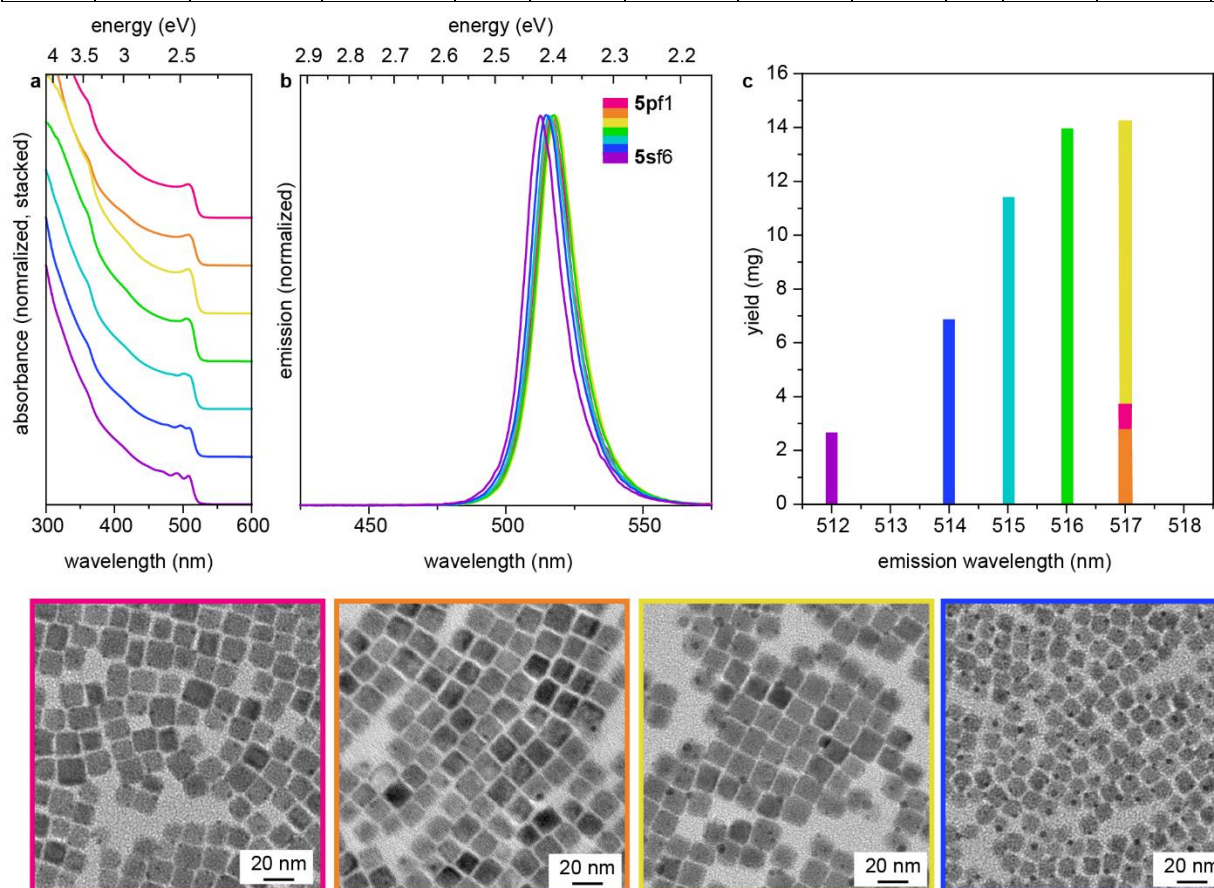 energy (eV)
4 3.5 3 2.5
a
absorbance (nomralized, stacked)
300 400 500 600
wavelength (nm)
energy (eV)
2.9 2.8 2.7 2.6 2.5 2.4 2.3 2.2
b
5pf1
5sf6
emission (normalized)
450 500 550
wavelength (nm)
c
16
14
12
10
8
6
4
2
0
yield (mg)
512 513 514 515 516 517 518
emission wavelength (nm)
20 nm
20 nm
20 nm
20 nm